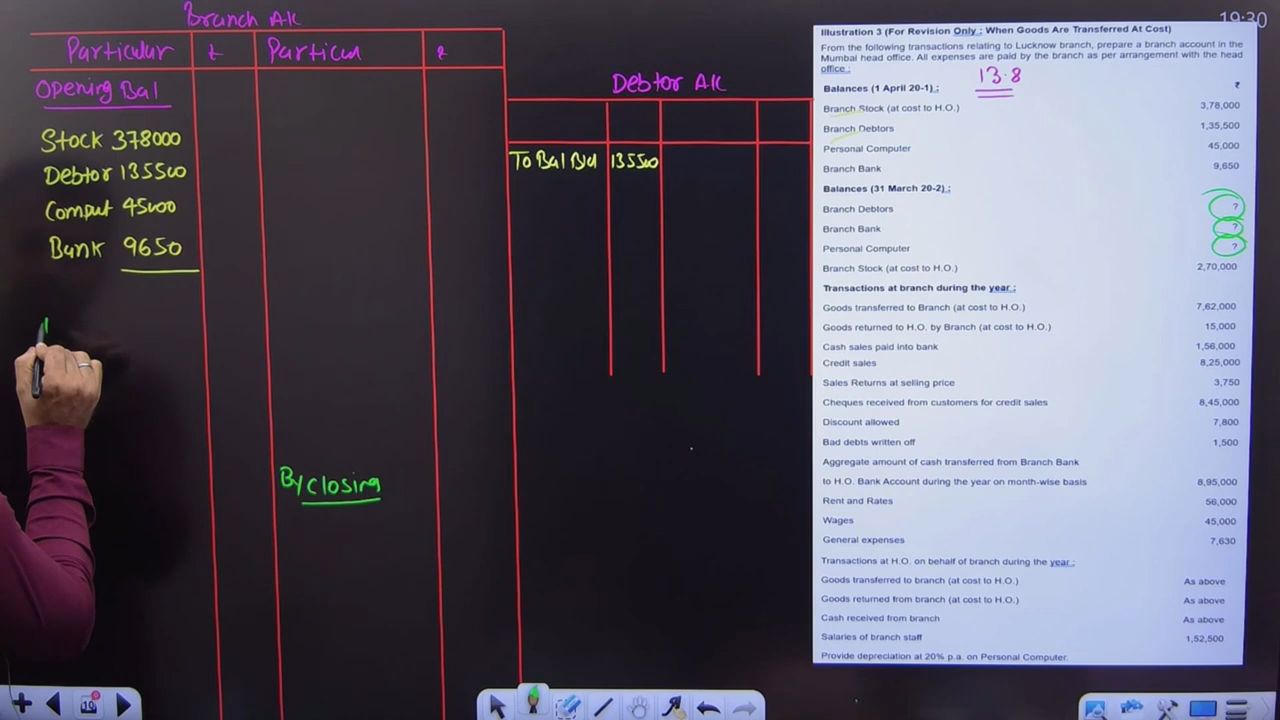 Branch A/c
Particular ₹ Particul ₹
Opening Bal
Stock 378000
Debtor 135500
Comput 45000
Bank 9650
By closing
Debtor A/c
To Bal B/d 135500
19:30
Illustration 3 (For Revision Only ; When Goods Are Transferred At Cost)
From the following transactions relating to Lucknow branch, prepare a branch account in the
Mumbai head office. All expenses are paid by the branch as per arrangement with the head
office :
13.8
Balances (1 April 20-1) : ₹
Branch Stock (at cost to H.O.) 3,78,000
Branch Debtors 1,35,500
Personal Computer 45,000
Branch Bank 9,650
Balances (31 March 20-2) :
Branch Debtors ?
Branch Bank ?
Personal Computer ?
Branch Stock (at cost to H.O.) 2,70,000
Transactions at branch during the year :
Goods transferred to Branch (at cost to H.O.) 7,62,000
Goods returned to H.O. by Branch (at cost to H.O.) 15,000
Cash sales paid into bank 1,56,000
Credit sales 8,25,000
Sales Returns at selling price 3,750
Cheques received from customers for credit sales 8,45,000
Discount allowed 7,800
Bad debts written off 1,500
Aggregate amount of cash transferred from Branch Bank
to H.O. Bank Account during the year on month-wise basis 8,95,000
Rent and Rates 56,000
Wages 45,000
General expenses 7,630
Transactions at H.O. on behalf of branch during the year :
Goods transferred to branch (at cost to H.O.) As above
Goods returned from branch (at cost to H.O.) As above
Cash received from branch As above
Salaries of branch staff 1,52,500
Provide depreciation at 20% p.a. on Personal Computer.
10